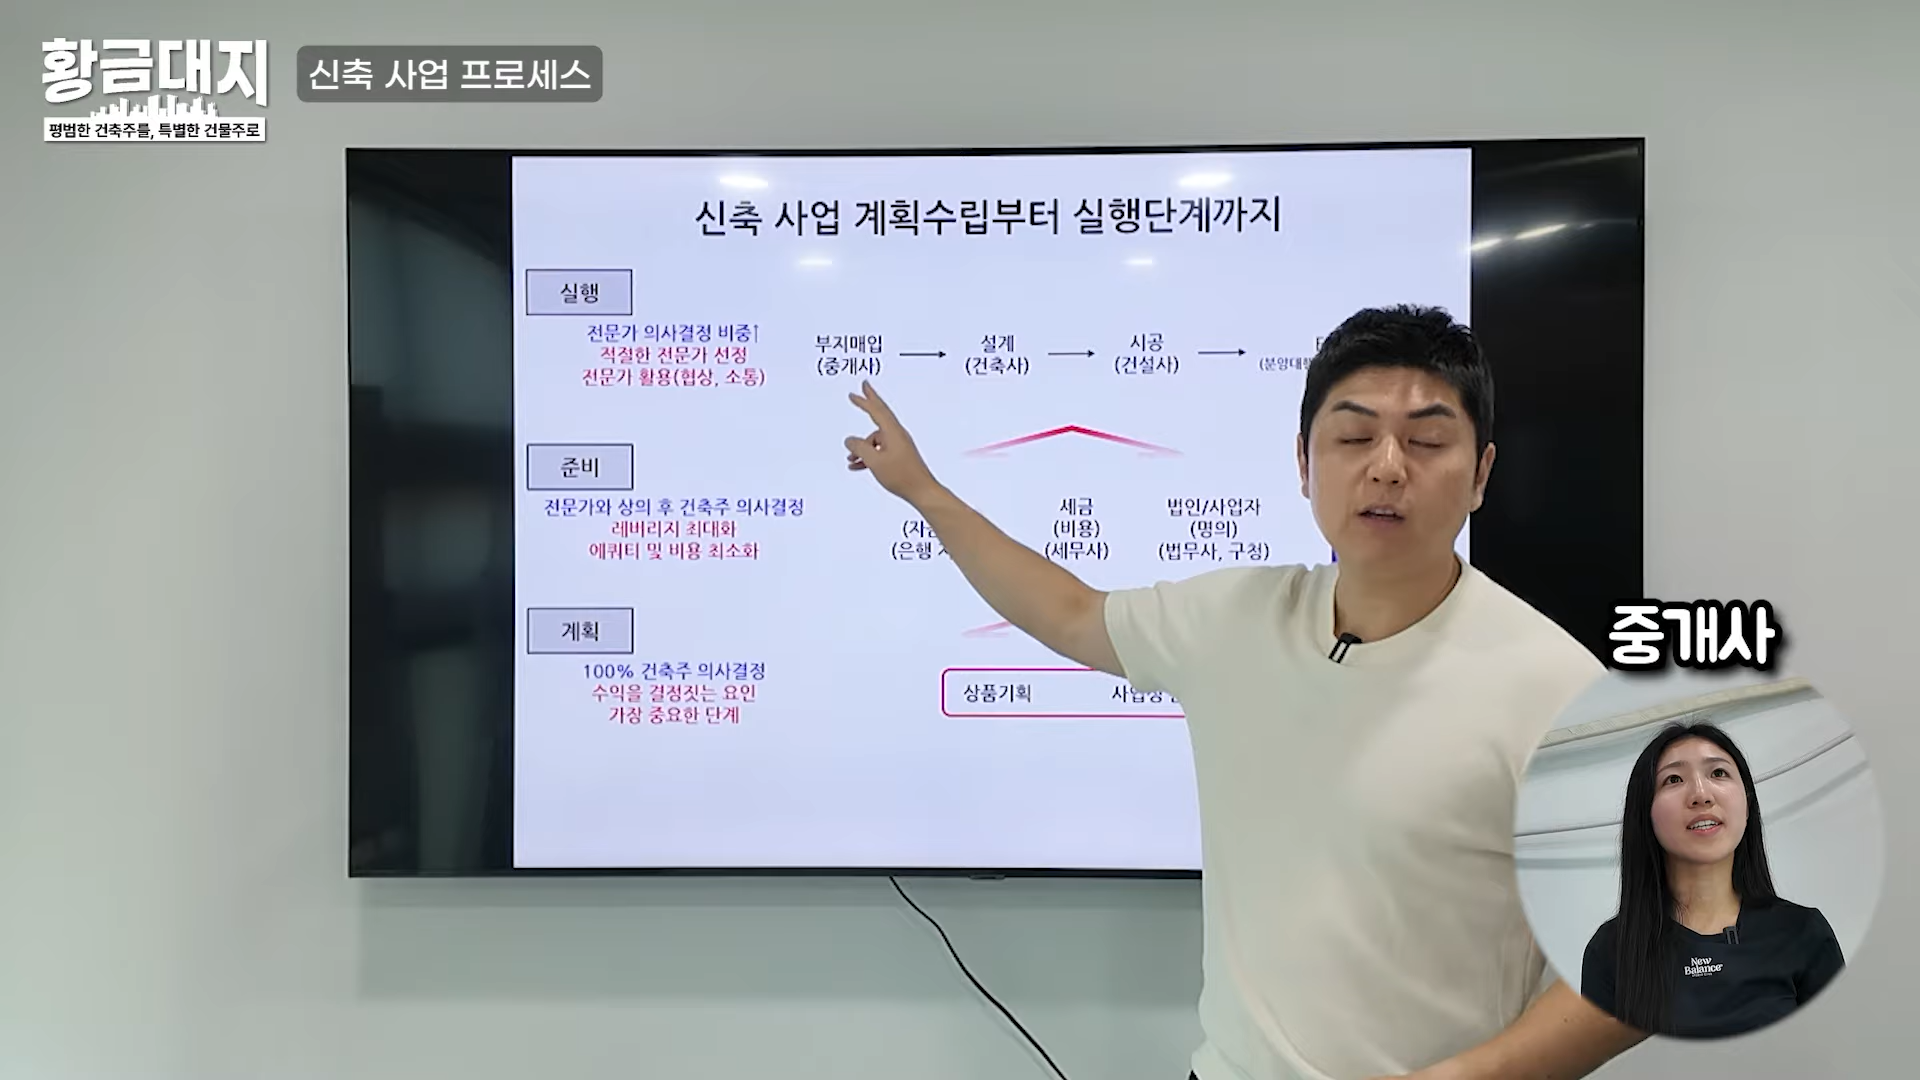 황금대지
평범한 건축주를, 특별한 건물주로
신축 사업 프로세스
신축 사업 계획수립부터 실행단계까지
실행
전문가 의사결정 비중↑
적절한 전문가 선정
전문가 활용(협상, 소통)
부지매입
(중개사)
설계
(건축사)
시공
(건설사)
준비
전문가와 상의 후 건축주 의사결정
레버리지 최대화
에쿼티 및 비용 최소화
(은행
세금
(비용)
(세무사)
법인/사업자
(명의)
(법무사, 구청)
계획
100% 건축주 의사결정
수익을 결정짓는 요인
가장 중요한 단계
상품기획
중개사
New
Balance